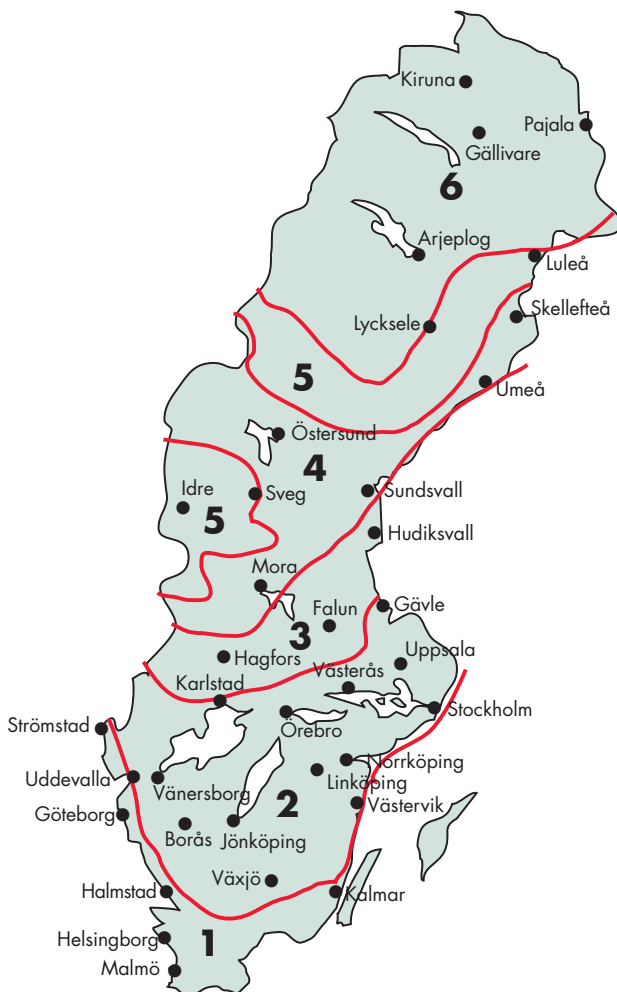 Kiruna
Pajala
Gällivare
6
Arjeplog
Luleå
Skellefteå
Lycksele
5
Umeå
Östersund
4
Idre
Sveg
Sundsvall
5
Hudiksvall
Mora
Falun
Gävle
3
Hagfors
Uppsala
Västerås
Karlstad
Stockholm
Strömstad
Örebro
Norrköping
Uddevalla
Vänersborg
Linköping
2
Västervik
Göteborg
Borås
Jönköping
Växjö
Halmstad
Kalmar
Helsingborg
1
Malmö